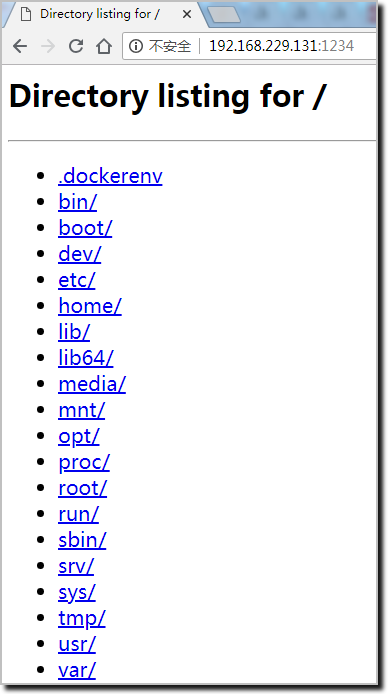 Directory listing for /
不安全 192.168.229.131:1234
Directory listing for /
.dockerenv
bin/
boot/
dev/
etc/
home/
lib/
lib64/
media/
mnt/
opt/
proc/
root/
run/
sbin/
srv/
sys/
tmp/
usr/
var/